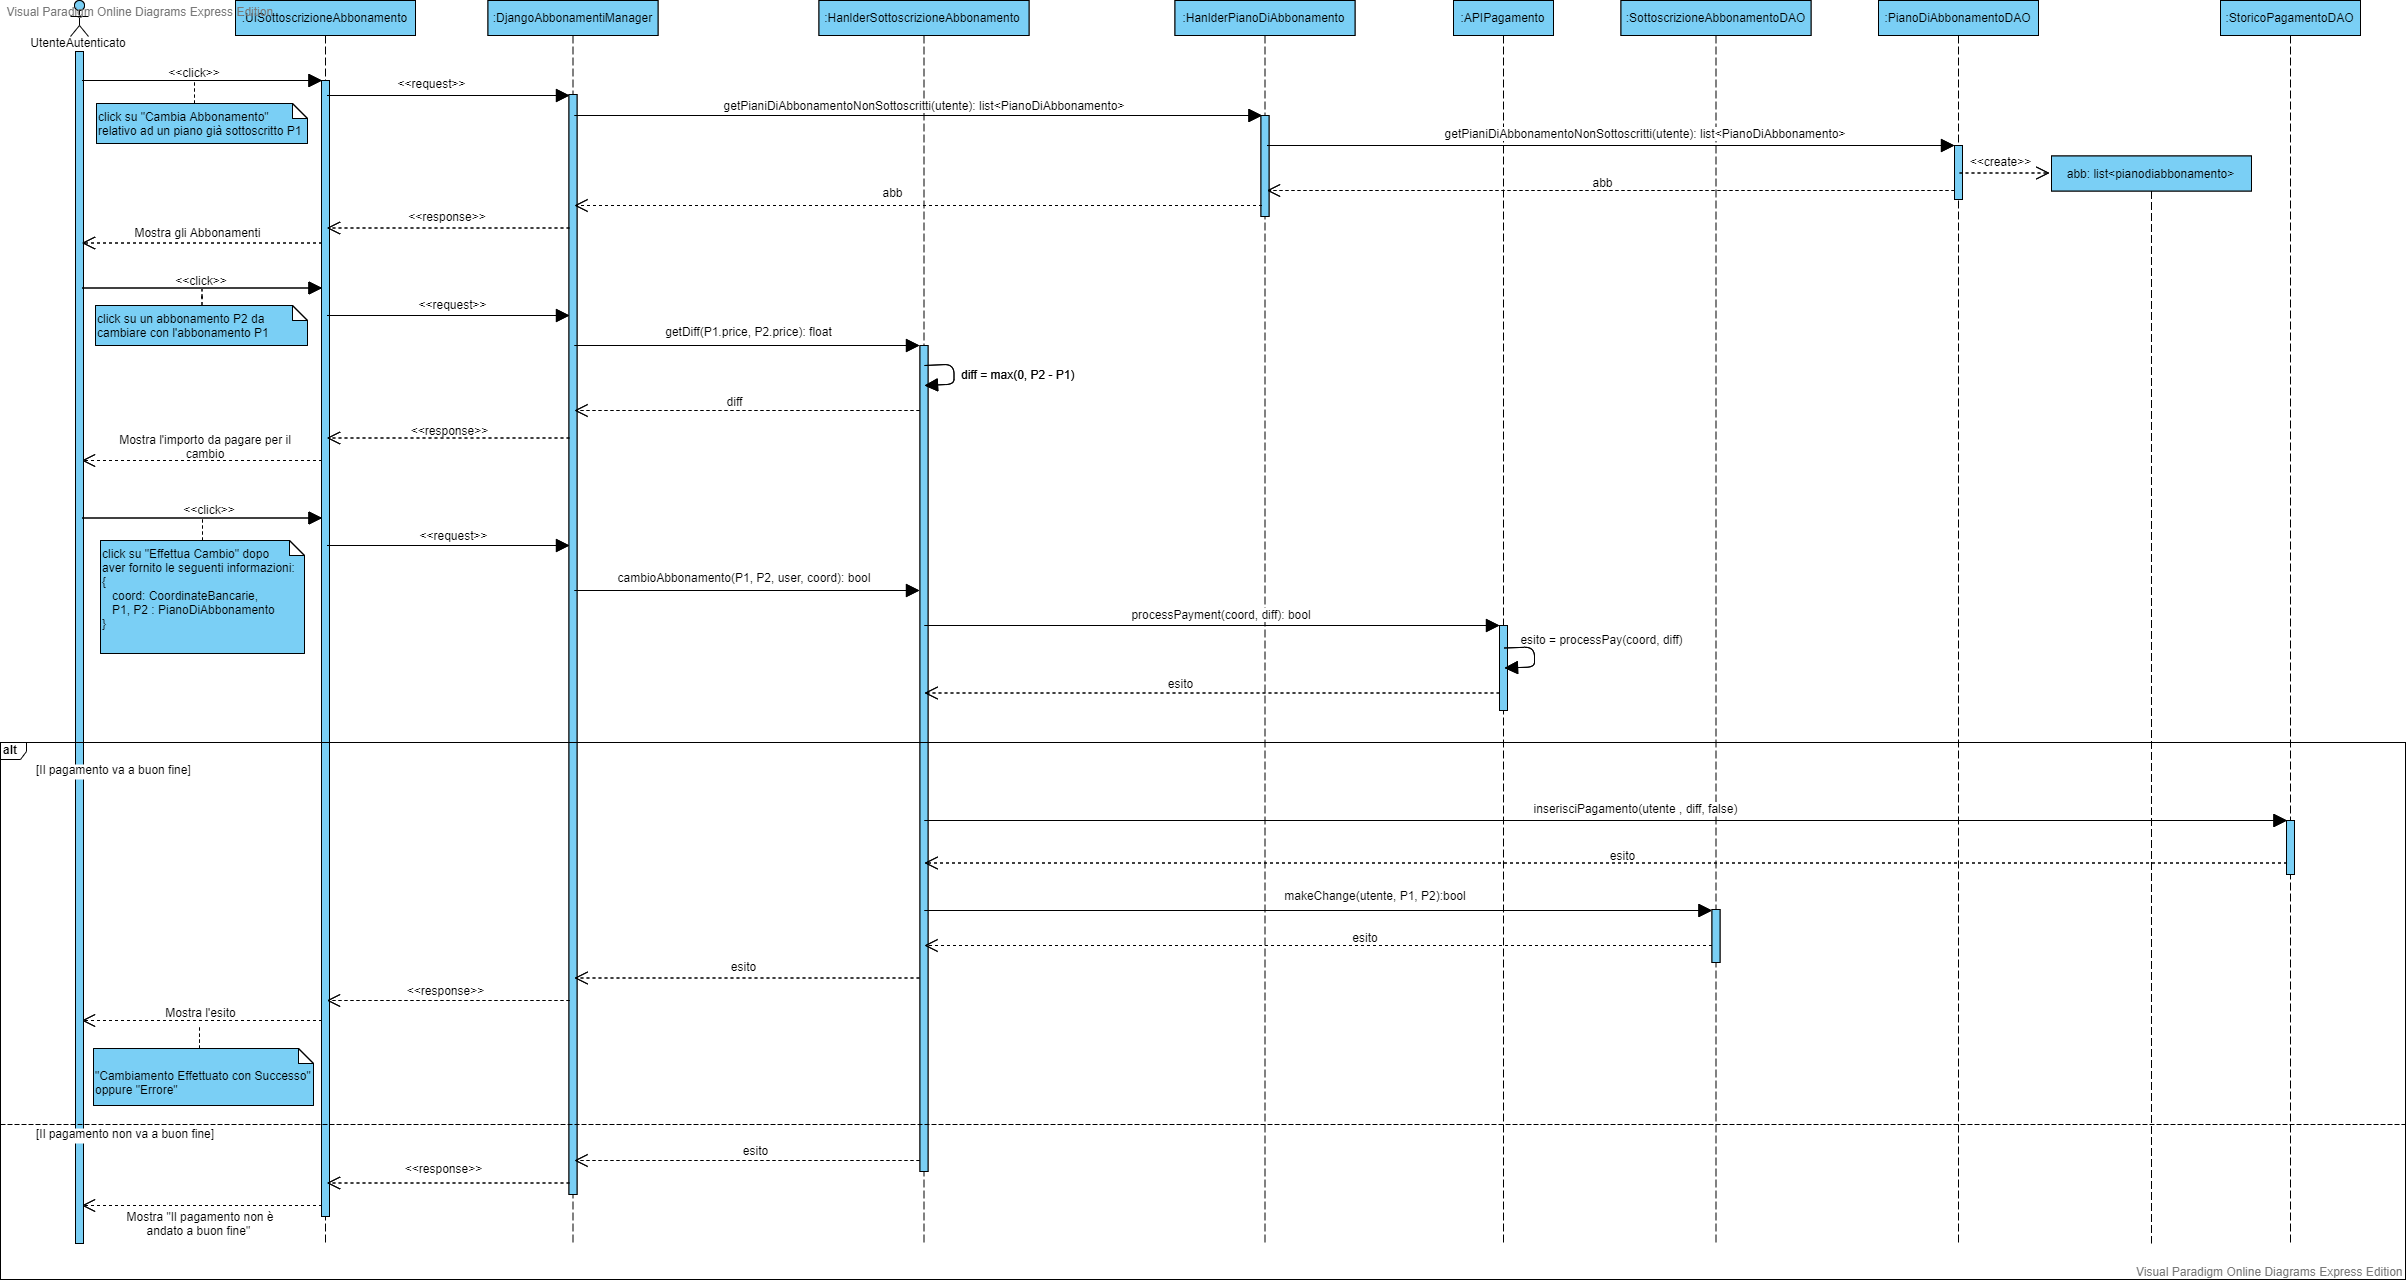 Visual Paradigm Online Diagrams Express Edition
UtenteAutenticato
:UISottoscrizioneAbbonamento
:DjangoAbbonamentiManager
:HanlderSottoscrizioneAbbonamento
:HanlderPianoDiAbbonamento
:APIPagamento
:SottoscrizioneAbbonamentoDAO
:PianoDiAbbonamentoDAO
:StoricoPagamentoDAO
<<click>>
<<request>>
click su "Cambia Abbonamento"
relativo ad un piano già sottoscritto P1
getPianiDiAbbonamentoNonSottoscritti(utente): list<PianoDiAbbonamento>
getPianiDiAbbonamentoNonSottoscritti(utente): list<PianoDiAbbonamento>
<<create>>
abb: list<pianodiabbonamento>
abb
abb
<<response>>
Mostra gli Abbonamenti
<<click>>
<<request>>
click su un abbonamento P2 da
cambiare con l'abbonamento P1
getDiff(P1.price, P2.price): float
diff = max(0, P2 - P1)
diff
<<response>>
Mostra l'importo da pagare per il
cambio
<<click>>
<<request>>
click su "Effettua Cambio" dopo
aver fornito le seguenti informazioni:
{
coord: CoordinateBancarie,
P1, P2 : PianoDiAbbonamento
}
cambioAbbonamento(P1, P2, user, coord): bool
processPayment(coord, diff): bool
esito = processPay(coord, diff)
esito
alt
[Il pagamento va a buon fine]
inserisciPagamento(utente , diff, false)
esito
makeChange(utente, P1, P2):bool
esito
esito
<<response>>
Mostra l'esito
"Cambiamento Effettuato con Successo"
oppure "Errore"
[Il pagamento non va a buon fine]
esito
<<response>>
Mostra "Il pagamento non è
andato a buon fine"
Visual Paradigm Online Diagrams Express Edition